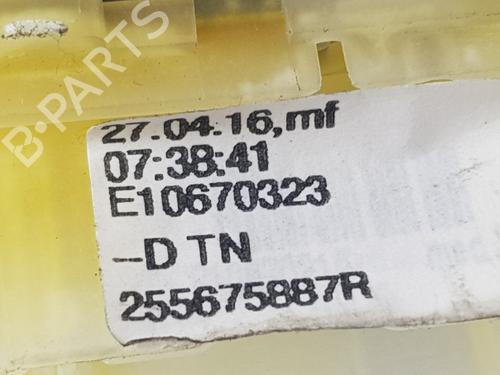 B-PARTS
27.04.16,mf
07:38:41
E10670323
–D TN
255675887R